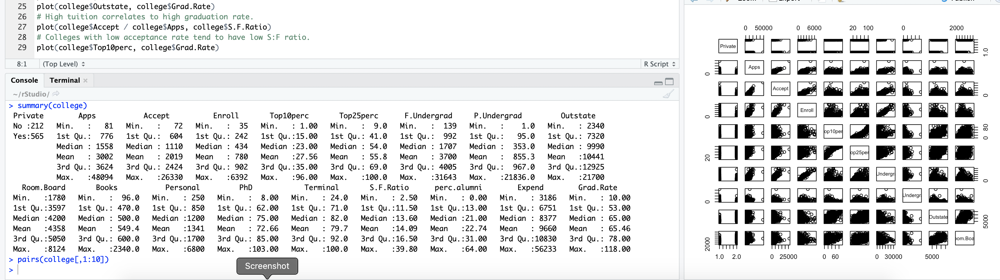 Zoom Export Publish
25 plot(college$Outstate, college$Grad.Rate)
26 # High tuition correlates to high graduation rate.
27 plot(college$Accept / college$Apps, college$S.F.Ratio)
28 # Colleges with low acceptance rate tend to have low S:F ratio.
29 plot(college$Top10perc, college$Grad.Rate)
8:1 (Top Level) R Script
Console Terminal
~/rStudio/
> summary(college)
Private Apps Accept Enroll Top10perc Top25perc F.Undergrad P.Undergrad Outstate
No :212 Min. : 81 Min. : 72 Min. : 35 Min. : 1.00 Min. : 9.0 Min. : 139 Min. : 1.0 Min. : 2340
Yes:565 1st Qu.: 776 1st Qu.: 604 1st Qu.: 242 1st Qu.:15.00 1st Qu.: 41.0 1st Qu.: 992 1st Qu.: 95.0 1st Qu.: 7320
Median : 1558 Median : 1110 Median : 434 Median :23.00 Median : 54.0 Median : 1707 Median : 353.0 Median : 9990
Mean : 3002 Mean : 2019 Mean : 780 Mean :27.56 Mean : 55.8 Mean : 3700 Mean : 855.3 Mean :10441
3rd Qu.: 3624 3rd Qu.: 2424 3rd Qu.: 902 3rd Qu.:35.00 3rd Qu.: 69.0 3rd Qu.: 4005 3rd Qu.: 967.0 3rd Qu.:12925
Max. :48094 Max. :26330 Max. :6392 Max. :96.00 Max. :100.0 Max. :31643 Max. :21836.0 Max. :21700
Room.Board Books Personal PhD Terminal S.F.Ratio perc.alumni Expend Grad.Rate
Min. :1780 Min. : 96.0 Min. : 250 Min. : 8.00 Min. : 24.0 Min. : 2.50 Min. : 0.00 Min. : 3186 Min. : 10.00
1st Qu.:3597 1st Qu.: 470.0 1st Qu.: 850 1st Qu.: 62.00 1st Qu.: 71.0 1st Qu.:11.50 1st Qu.:13.00 1st Qu.: 6751 1st Qu.: 53.00
Median :4200 Median : 500.0 Median :1200 Median : 75.00 Median : 82.0 Median :13.60 Median :21.00 Median : 8377 Median : 65.00
Mean :4358 Mean : 549.4 Mean :1341 Mean : 72.66 Mean : 79.7 Mean :14.09 Mean :22.74 Mean : 9660 Mean : 65.46
3rd Qu.:5050 3rd Qu.: 600.0 3rd Qu.:1700 3rd Qu.: 85.00 3rd Qu.: 92.0 3rd Qu.:16.50 3rd Qu.:31.00 3rd Qu.:10830 3rd Qu.: 78.00
Max. :8124 Max. :2340.0 Max. :6800 Max. :103.00 Max. :100.0 Max. :39.80 Max. :64.00 Max. :56233 Max. :118.00
> pairs(college[,1:10])
>
Screenshot
0 50000 0 6000 20 100 0 2000
Private 1.0
0 Apps
Accept 0
0 Enroll
op10per 0 80
20 op25per
Undergr 0
0 Undergr
Outstate 5000
2000 oom.Boa
1.0 2.0 0 25000 0 60 0 30000 5000